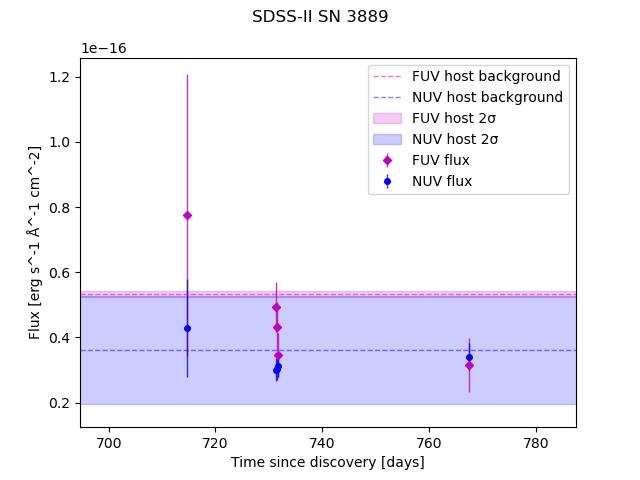 SDSS-II SN 3889
1e−16
FUV host background
NUV host background
FUV host 2σ
NUV host 2σ
FUV flux
NUV flux
1.2
1.0
0.8
0.6
0.4
0.2
Flux [erg s^-1 Å^-1 cm^-2]
700 720 740 760 780
Time since discovery [days]